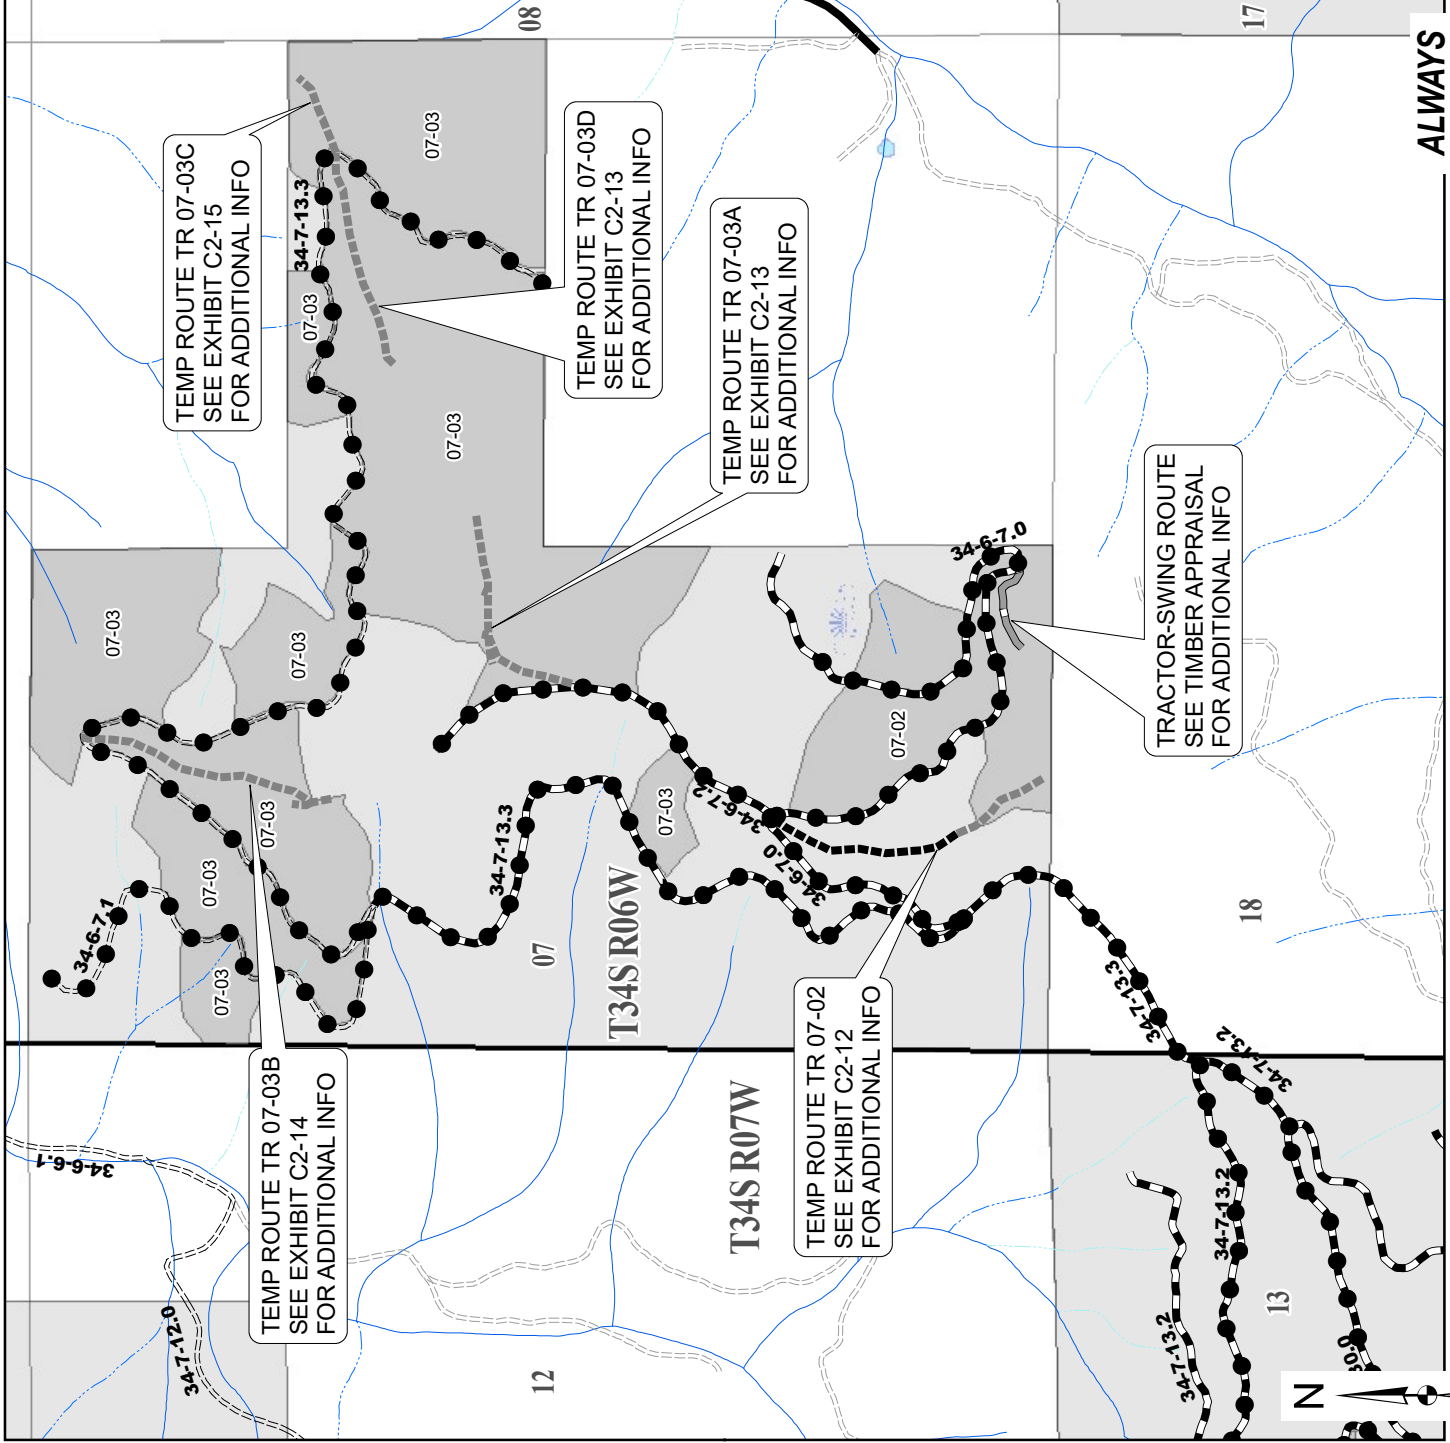 08
17
ALWAYS
TEMP ROUTE TR 07-03C
SEE EXHIBIT C2-15
FOR ADDITIONAL INFO
34-7-13.3
07-03
07-03
TEMP ROUTE TR 07-03D
SEE EXHIBIT C2-13
FOR ADDITIONAL INFO
07-03
TEMP ROUTE TR 07-03A
SEE EXHIBIT C2-13
FOR ADDITIONAL INFO
07-03
07-03
34-6-7.0
TRACTOR-SWING ROUTE
SEE TIMBER APPRAISAL
FOR ADDITIONAL INFO
07-02
07-03
07-03
34-6-7.2
34-6-7.0
34-7-13.3
07-03
07-03
34-6-7.1
07
T34S R06W
18
TEMP ROUTE TR 07-03B
SEE EXHIBIT C2-14
FOR ADDITIONAL INFO
TEMP ROUTE TR 07-02
SEE EXHIBIT C2-12
FOR ADDITIONAL INFO
34-7-13.3
34-7-13.2
34-6-6.1
T34S R07W
34-7-13.2
34-7-12.0
12
34-7-13.2
13
30.0
N